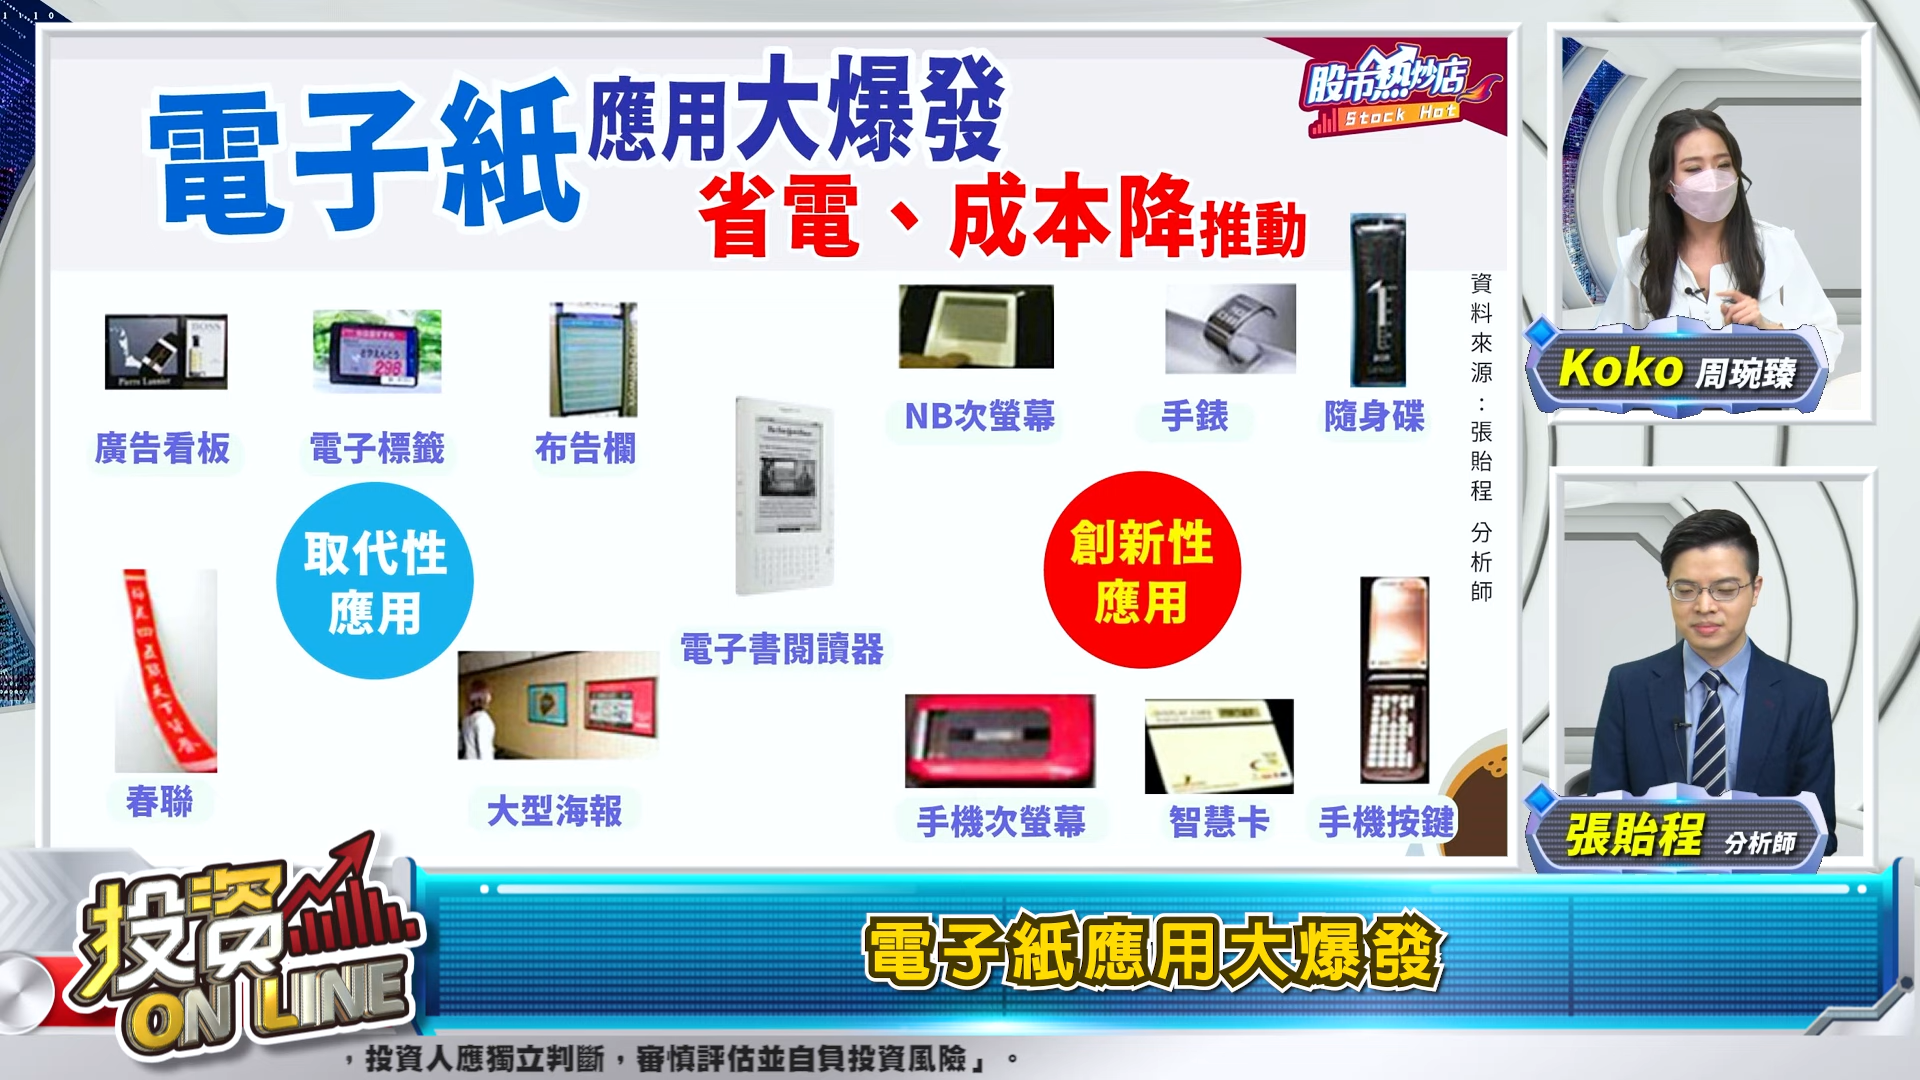 電子紙應用大爆發
省電、成本降推動
股市熱炒店
Stock Hot
廣告看板
電子標籤
布告欄
NB次螢幕
手錶
隨身碟
資料來源：張貽程 分析師
取代性
應用
創新性
應用
電子書閱讀器
春聯
大型海報
手機次螢幕
智慧卡
手機按鍵
BOSS
Pierre Lannier
298
Koko 周琬臻
張貽程 分析師
投資
ON LINE
電子紙應用大爆發
，投資人應獨立判斷，審慎評估並自負投資風險」。